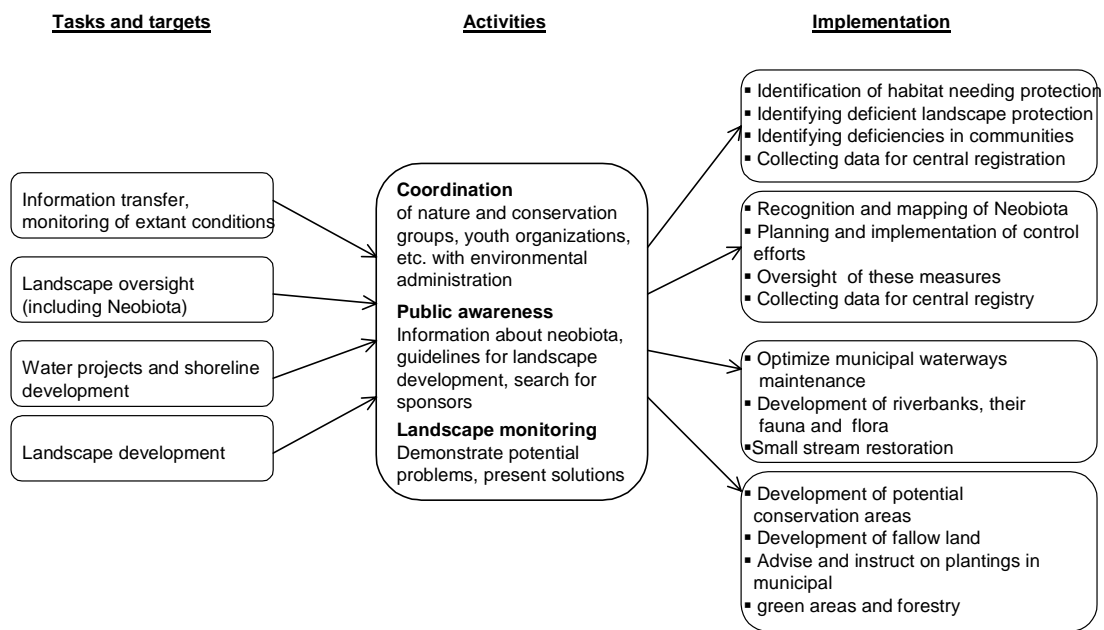 Tasks and targets
Activities
Implementation
Information transfer,
monitoring of extant conditions
Landscape oversight
(including Neobiota)
Water projects and shoreline
development
Landscape development
Coordination
of nature and conservation
groups, youth organizations,
etc. with environmental
administration
Public awareness
Information about neobiota,
guidelines for landscape
development, search for
sponsors
Landscape monitoring
Demonstrate potential
problems, present solutions
▪ Identification of habitat needing protection
▪ Identifying deficient landscape protection
▪ Identifying deficiencies in communities
▪ Collecting data for central registration
▪ Recognition and mapping of Neobiota
▪ Planning and implementation of control
efforts
▪ Oversight of these measures
▪ Collecting data for central registry
▪ Optimize municipal waterways
maintenance
▪ Development of riverbanks, their
fauna and flora
▪ Small stream restoration
▪ Development of potential
conservation areas
▪ Development of fallow land
▪ Advise and instruct on plantings in
municipal
▪ green areas and forestry